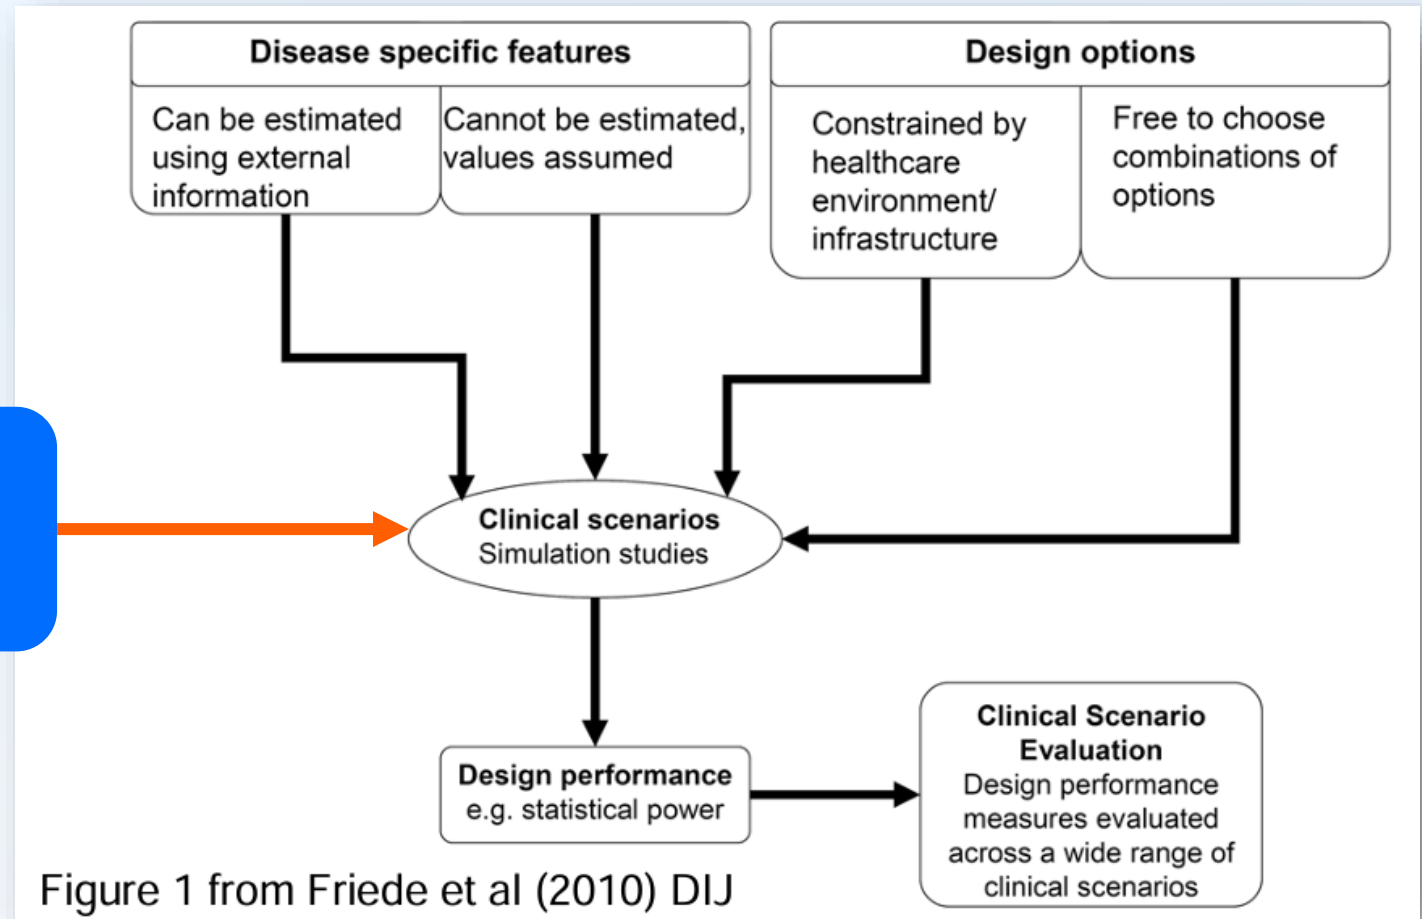 Disease specific features
Can be estimated
using external
information
Cannot be estimated,
values assumed
Design options
Constrained by
healthcare
environment/
infrastructure
Free to choose
combinations of
options
Clinical scenarios
Simulation studies
Design performance
e.g. statistical power
Clinical Scenario
Evaluation
Design performance
measures evaluated
across a wide range of
clinical scenarios
Figure 1 from Friede et al (2010) DIJ